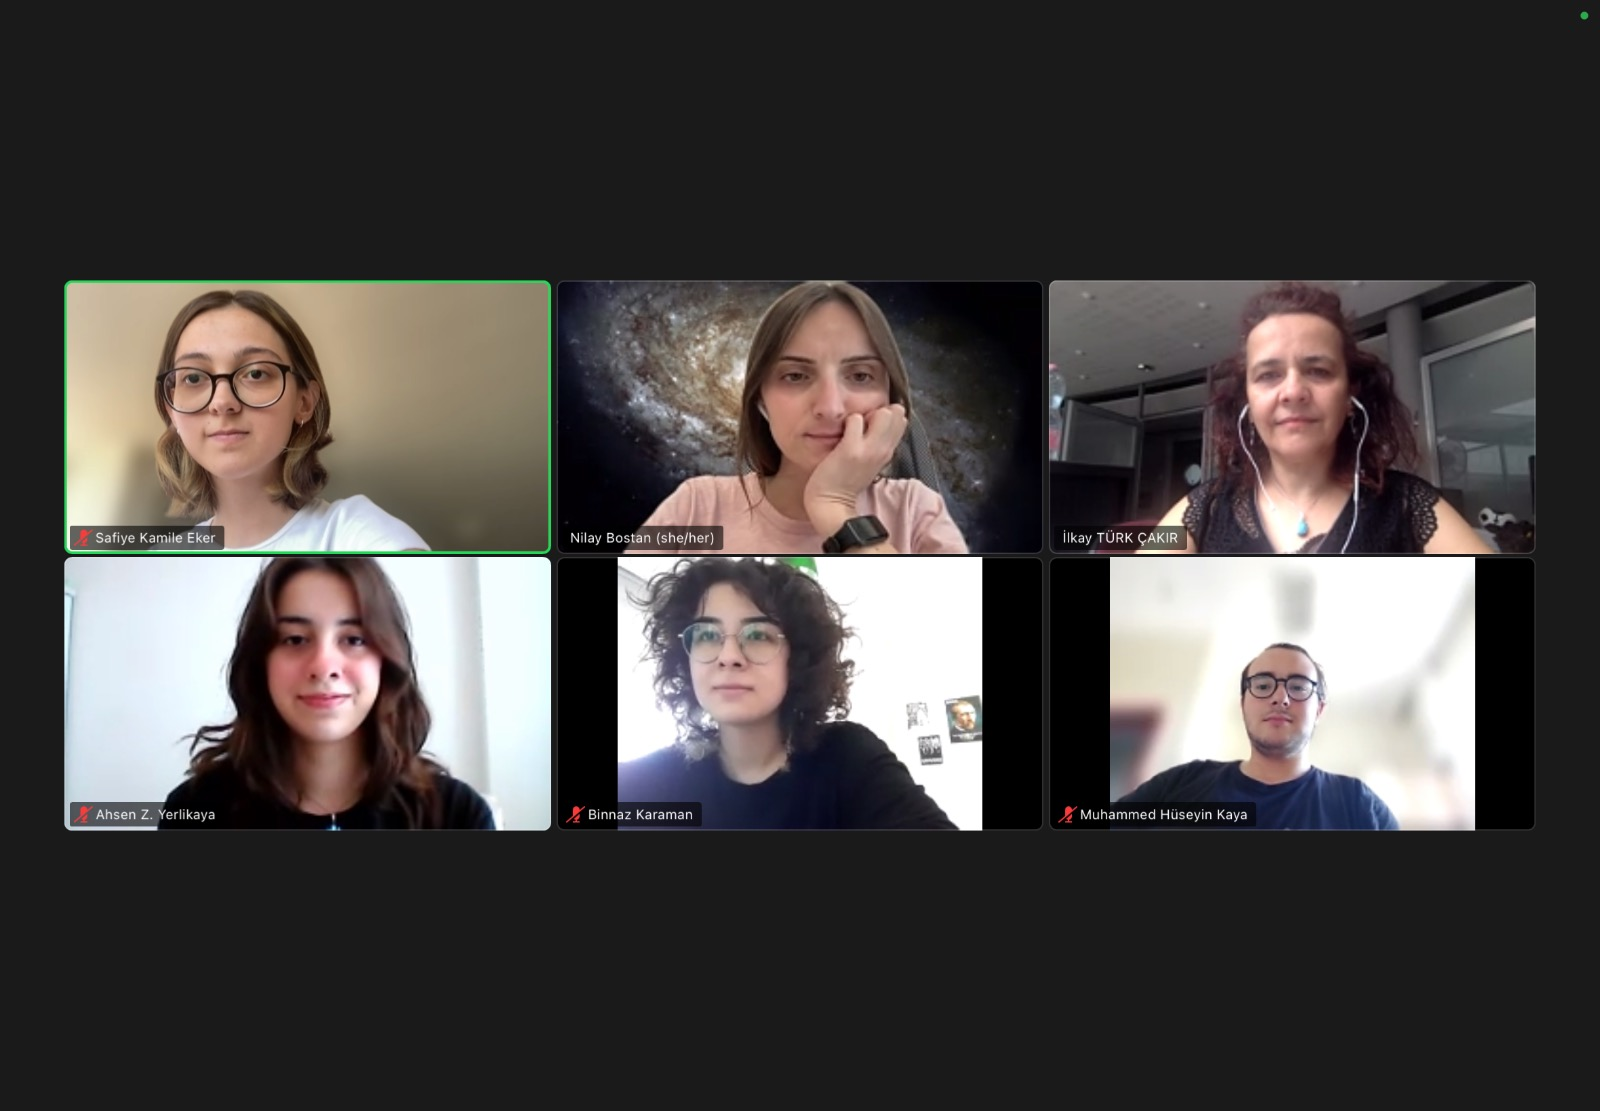 Safiye Kamile Eker
Nilay Bostan (she/her)
İlkay TÜRK ÇAKIR
Ahsen Z. Yerlikaya
Binnaz Karaman
Muhammed Hüseyin Kaya